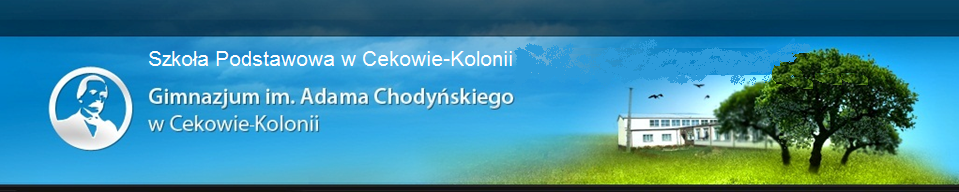 Szkoła Podstawowa w Cekowie-Kolonii
Gimnazjum im. Adama Chodyńskiego
w Cekowie-Kolonii